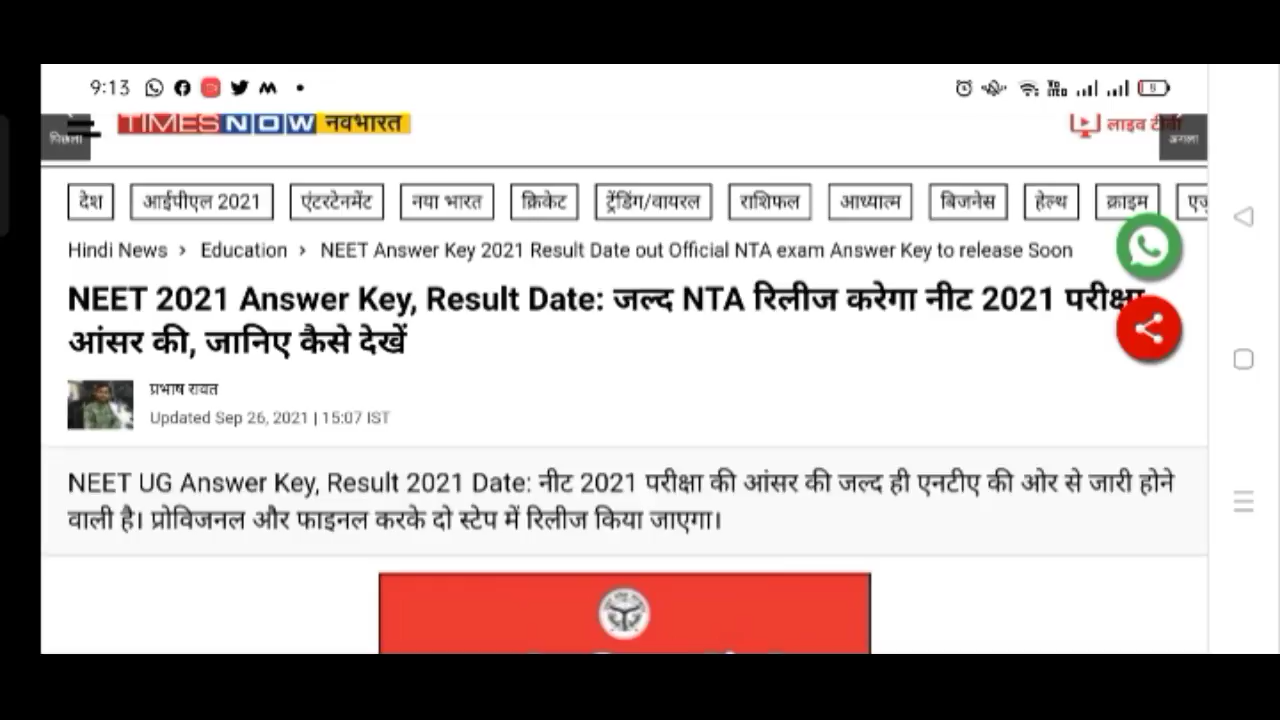 9:13
पिछला
TIMES NOW नवभारत
लाइव टीवी
अगला
देश आईपीएल 2021 एंटरटेनमेंट नया भारत क्रिकेट ट्रेंडिंग/वायरल राशिफल आध्यात्म बिजनेस हेल्थ क्राइम
Hindi News > Education > NEET Answer Key 2021 Result Date out Official NTA exam Answer Key to release Soon
NEET 2021 Answer Key, Result Date: जल्द NTA रिलीज करेगा नीट 2021 परीक्षा
आंसर की, जानिए कैसे देखें
प्रभाष रावत
Updated Sep 26, 2021 | 15:07 IST
NEET UG Answer Key, Result 2021 Date: नीट 2021 परीक्षा की आंसर की जल्द ही एनटीए की ओर से जारी होने
वाली है। प्रोविजनल और फाइनल करके दो स्टेप में रिलीज किया जाएगा।